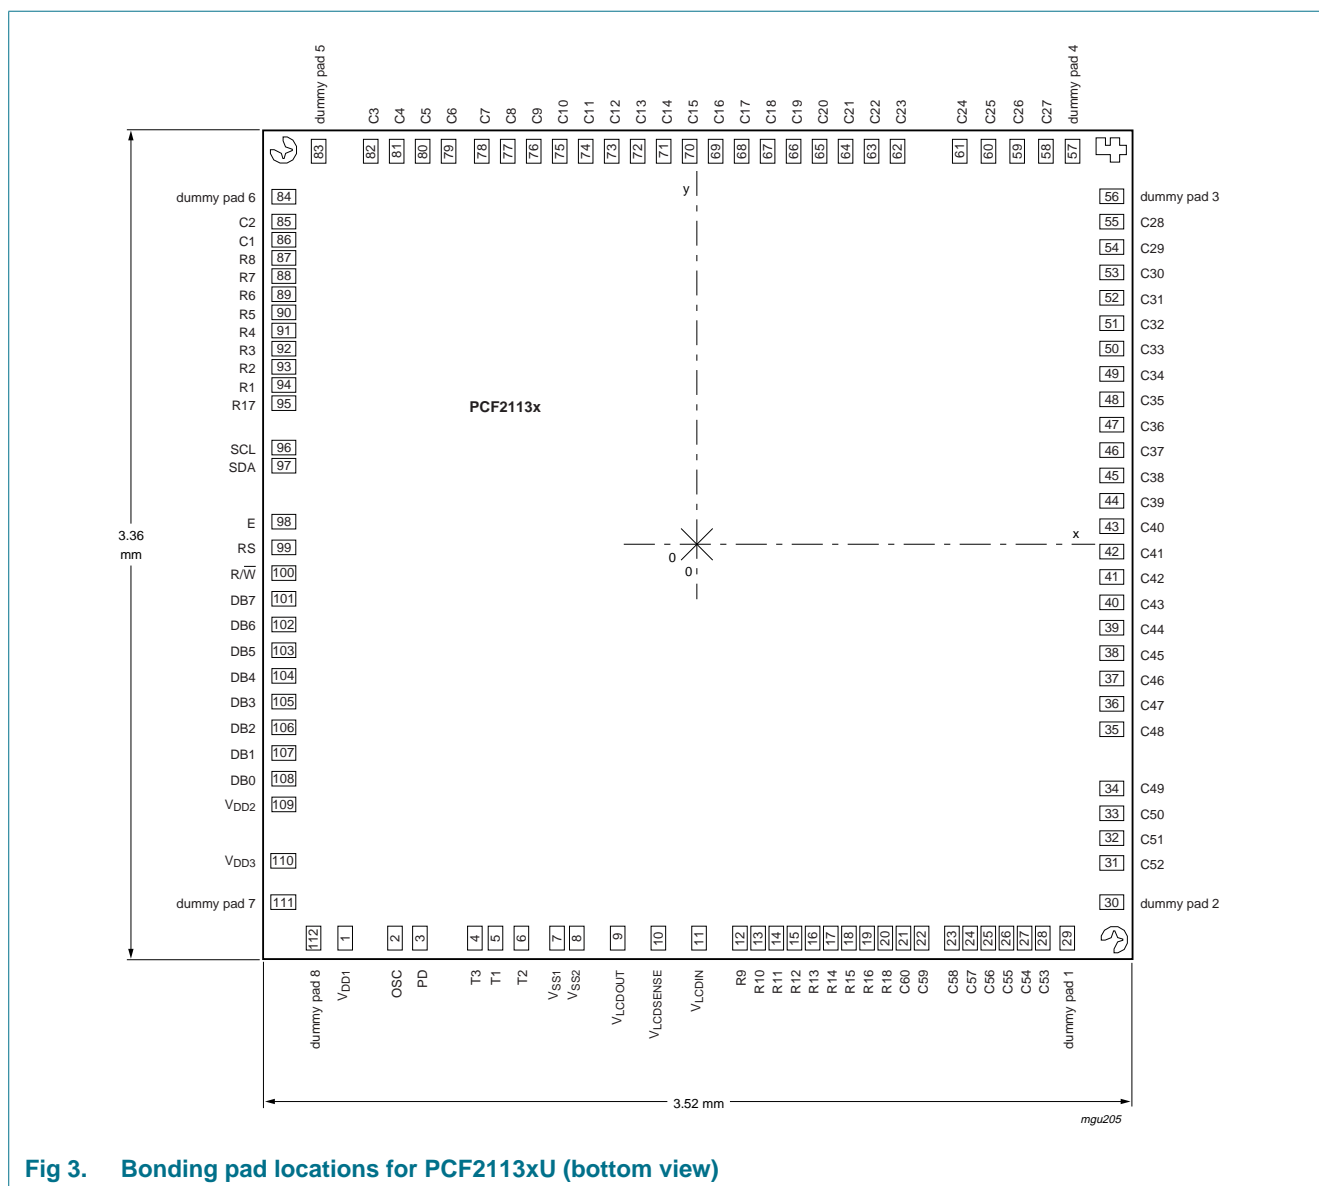 dummy pad 5
C3
C4
C5
C6
C7
C8
C9
C10
C11
C12
C13
C14
C15
C16
C17
C18
C19
C20
C21
C22
C23
C24
C25
C26
C27
dummy pad 4
83
82
81
80
79
78
77
76
75
74
73
72
71
70
69
68
67
66
65
64
63
62
61
60
59
58
57
dummy pad 6 84
C2 85
C1 86
R8 87
R7 88
R6 89
R5 90
R4 91
R3 92
R2 93
R1 94
R17 95
SCL 96
SDA 97
E 98
RS 99
R/W̅ 100
DB7 101
DB6 102
DB5 103
DB4 104
DB3 105
DB2 106
DB1 107
DB0 108
VDD2 109
VDD3 110
dummy pad 7 111
y
PCF2113x
x
0
0
3.36
mm
56 dummy pad 3
55 C28
54 C29
53 C30
52 C31
51 C32
50 C33
49 C34
48 C35
47 C36
46 C37
45 C38
44 C39
43 C40
42 C41
41 C42
40 C43
39 C44
38 C45
37 C46
36 C47
35 C48
34 C49
33 C50
32 C51
31 C52
30 dummy pad 2
112
1
2
3
4
5
6
7
8
9
10
11
12
13
14
15
16
17
18
19
20
21
22
23
24
25
26
27
28
29
dummy pad 8
VDD1
OSC
PD
T3
T1
T2
VSS1
VSS2
VLCDOUT
VLCDSENSE
VLCDIN
R9
R10
R11
R12
R13
R14
R15
R16
R18
C60
C59
C58
C57
C56
C55
C54
C53
dummy pad 1
3.52 mm
mgu205
Fig 3. Bonding pad locations for PCF2113xU (bottom view)